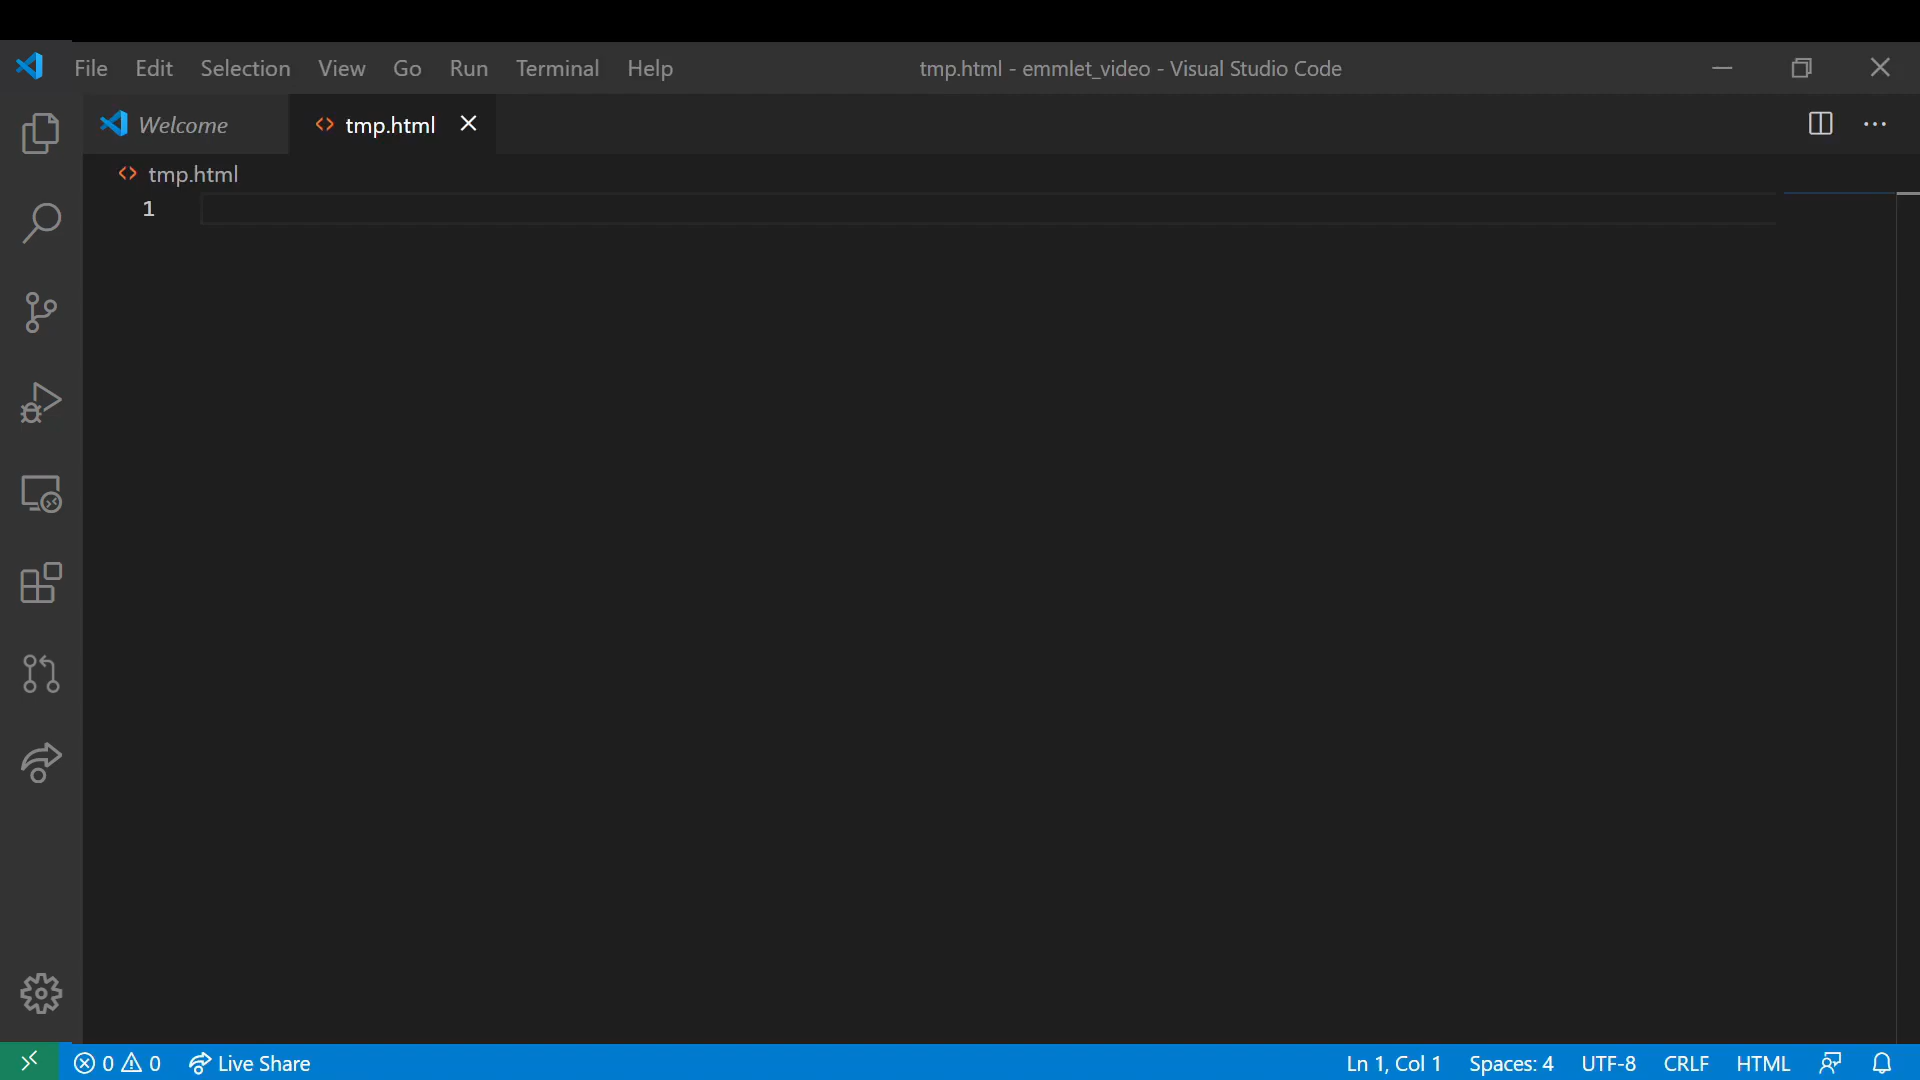 File Edit Selection View Go Run Terminal Help tmp.html - emmlet_video - Visual Studio Code
Welcome tmp.html
tmp.html
1
0 0 Live Share Ln 1, Col 1 Spaces: 4 UTF-8 CRLF HTML